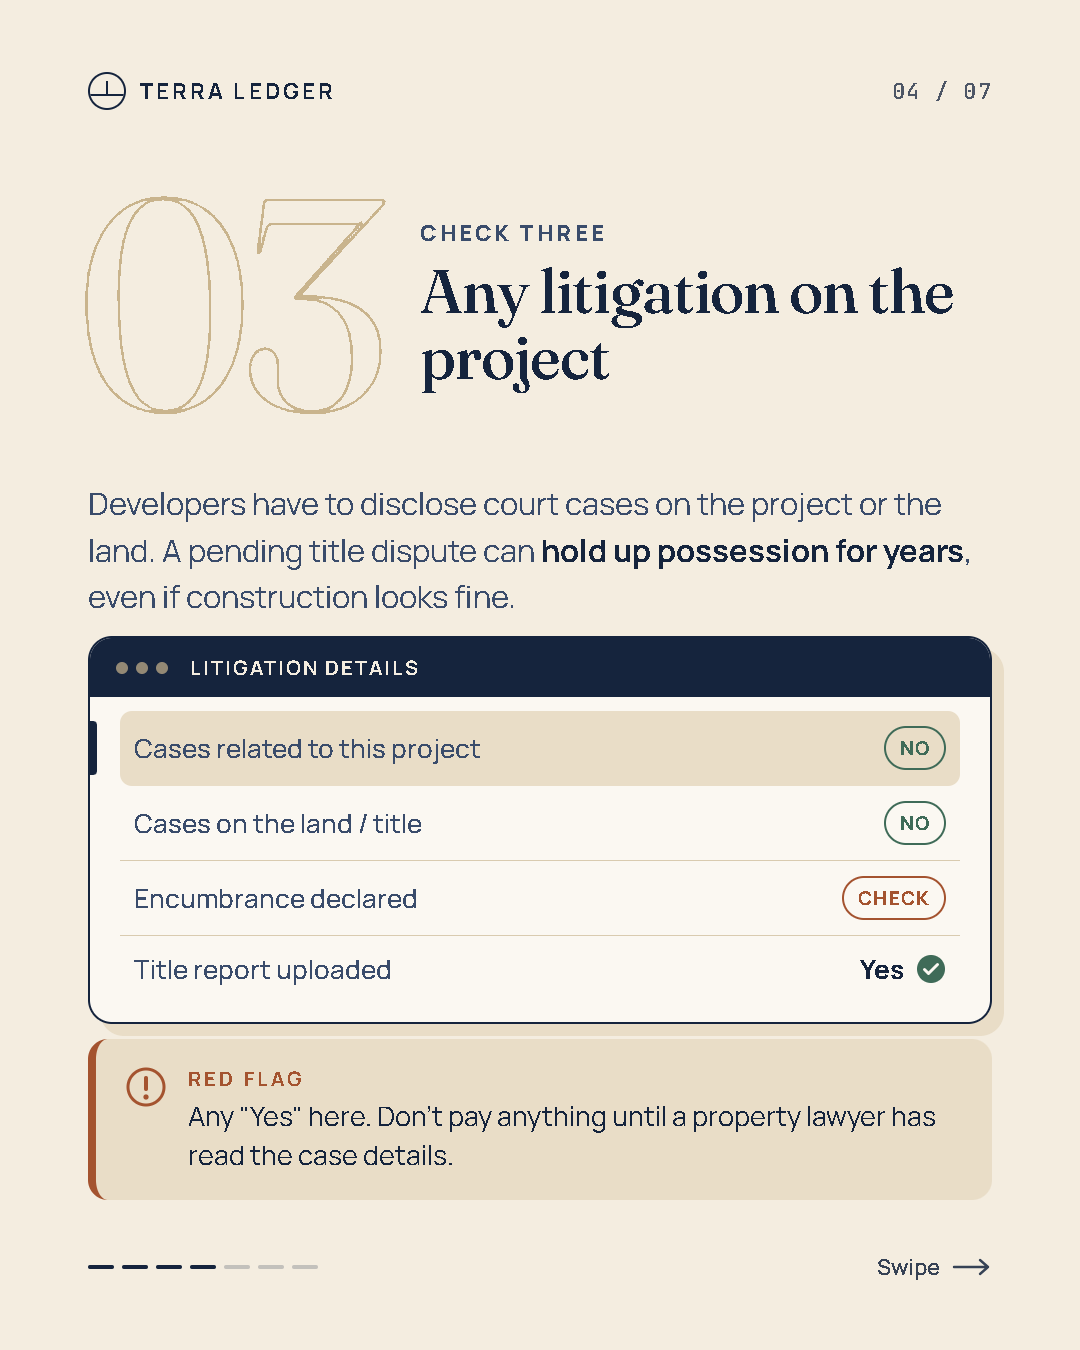 TERRA LEDGER
04 / 07
03
CHECK THREE
Any litigation on the
project
Developers have to disclose court cases on the project or the
land. A pending title dispute can hold up possession for years,
even if construction looks fine.
LITIGATION DETAILS
Cases related to this project NO
Cases on the land / title NO
Encumbrance declared CHECK
Title report uploaded Yes
RED FLAG
Any "Yes" here. Don’t pay anything until a property lawyer has
read the case details.
Swipe